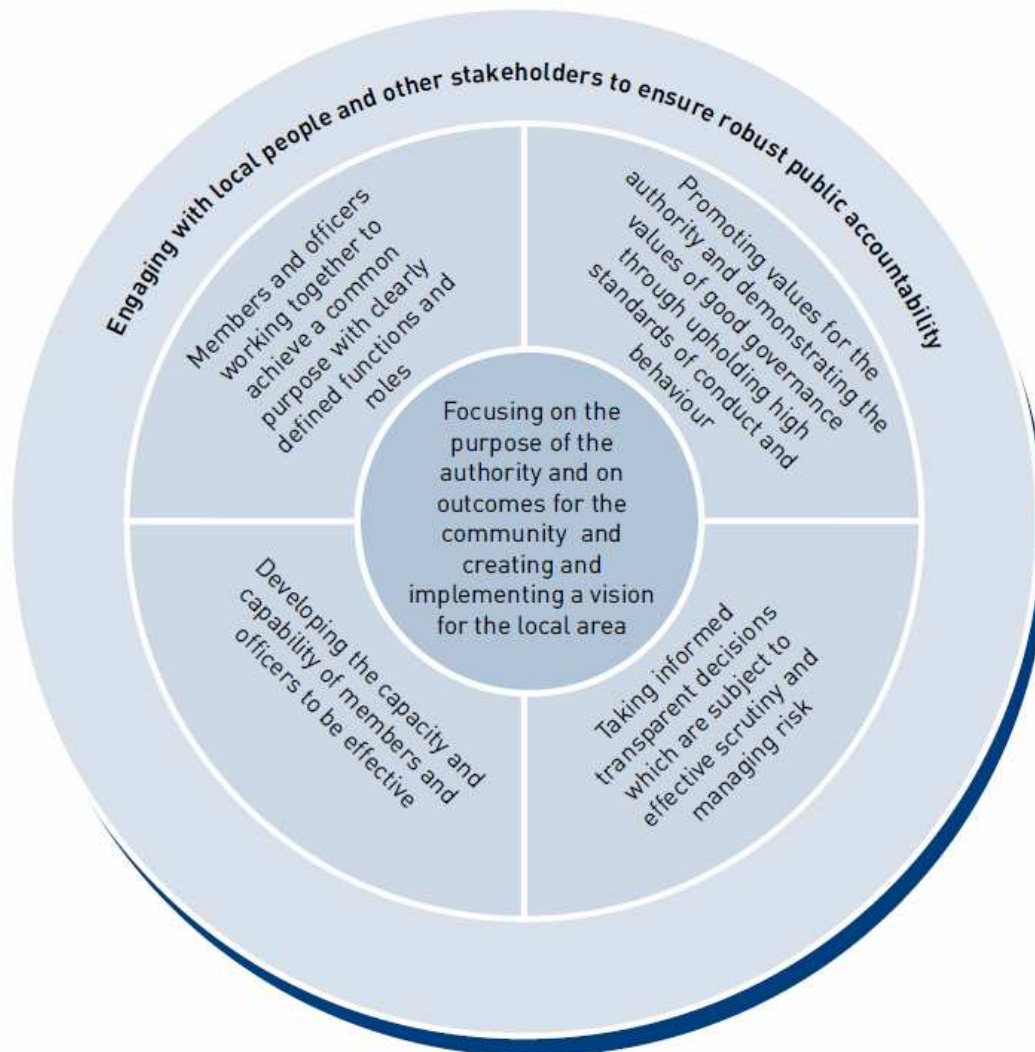 Engaging with local people and other stakeholders to ensure robust public accountability
Members and officers
working together to
achieve a common
purpose with clearly
defined functions and
roles
Promoting values for the
authority and demonstrating the
values of good governance
through upholding high
standards of conduct and
behaviour
Focusing on the
purpose of the
authority and on
outcomes for the
community and
creating and
implementing a vision
for the local area
Developing the capacity and
capability of members and
officers to be effective
Taking informed
transparent decisions
which are subject to
effective scrutiny and
managing risk